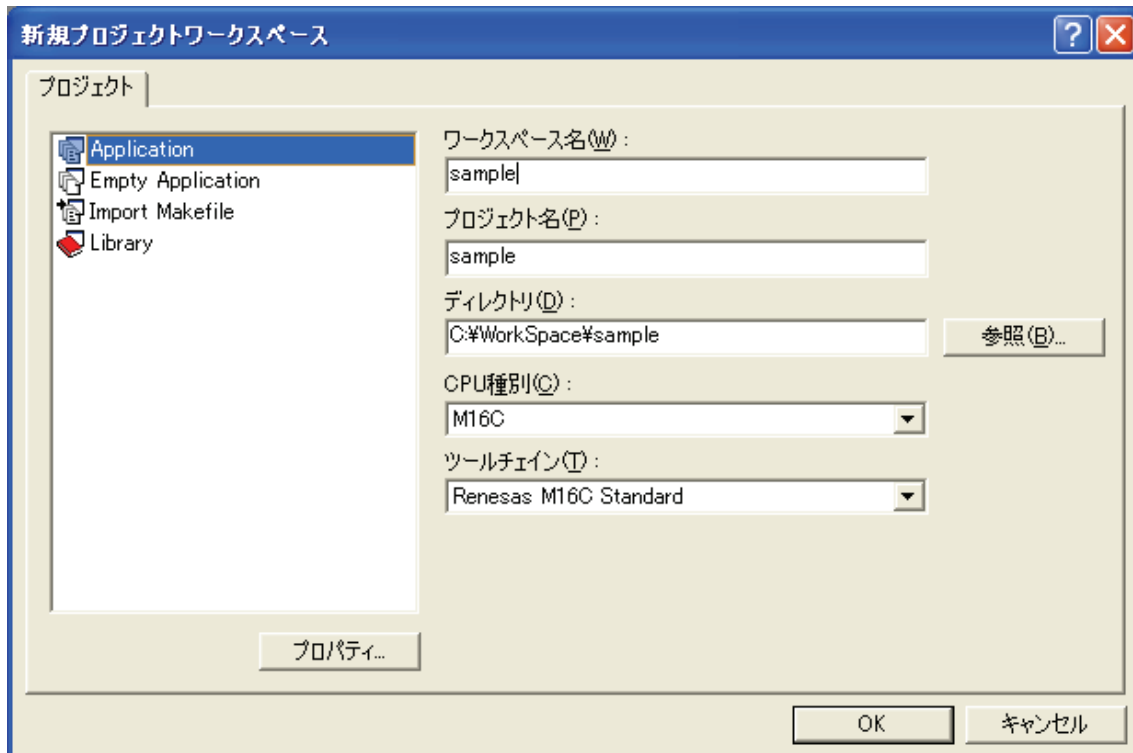 新規プロジェクトワークスペース
プロジェクト
Application
Empty Application
Import Makefile
Library
プロパティ...
ワークスペース名(W) :
sample
プロジェクト名(P) :
sample
ディレクトリ(D) :
C:¥WorkSpace¥sample
参照(B)...
CPU種別(C) :
M16C
ツールチェイン(T) :
Renesas M16C Standard
OK
キャンセル